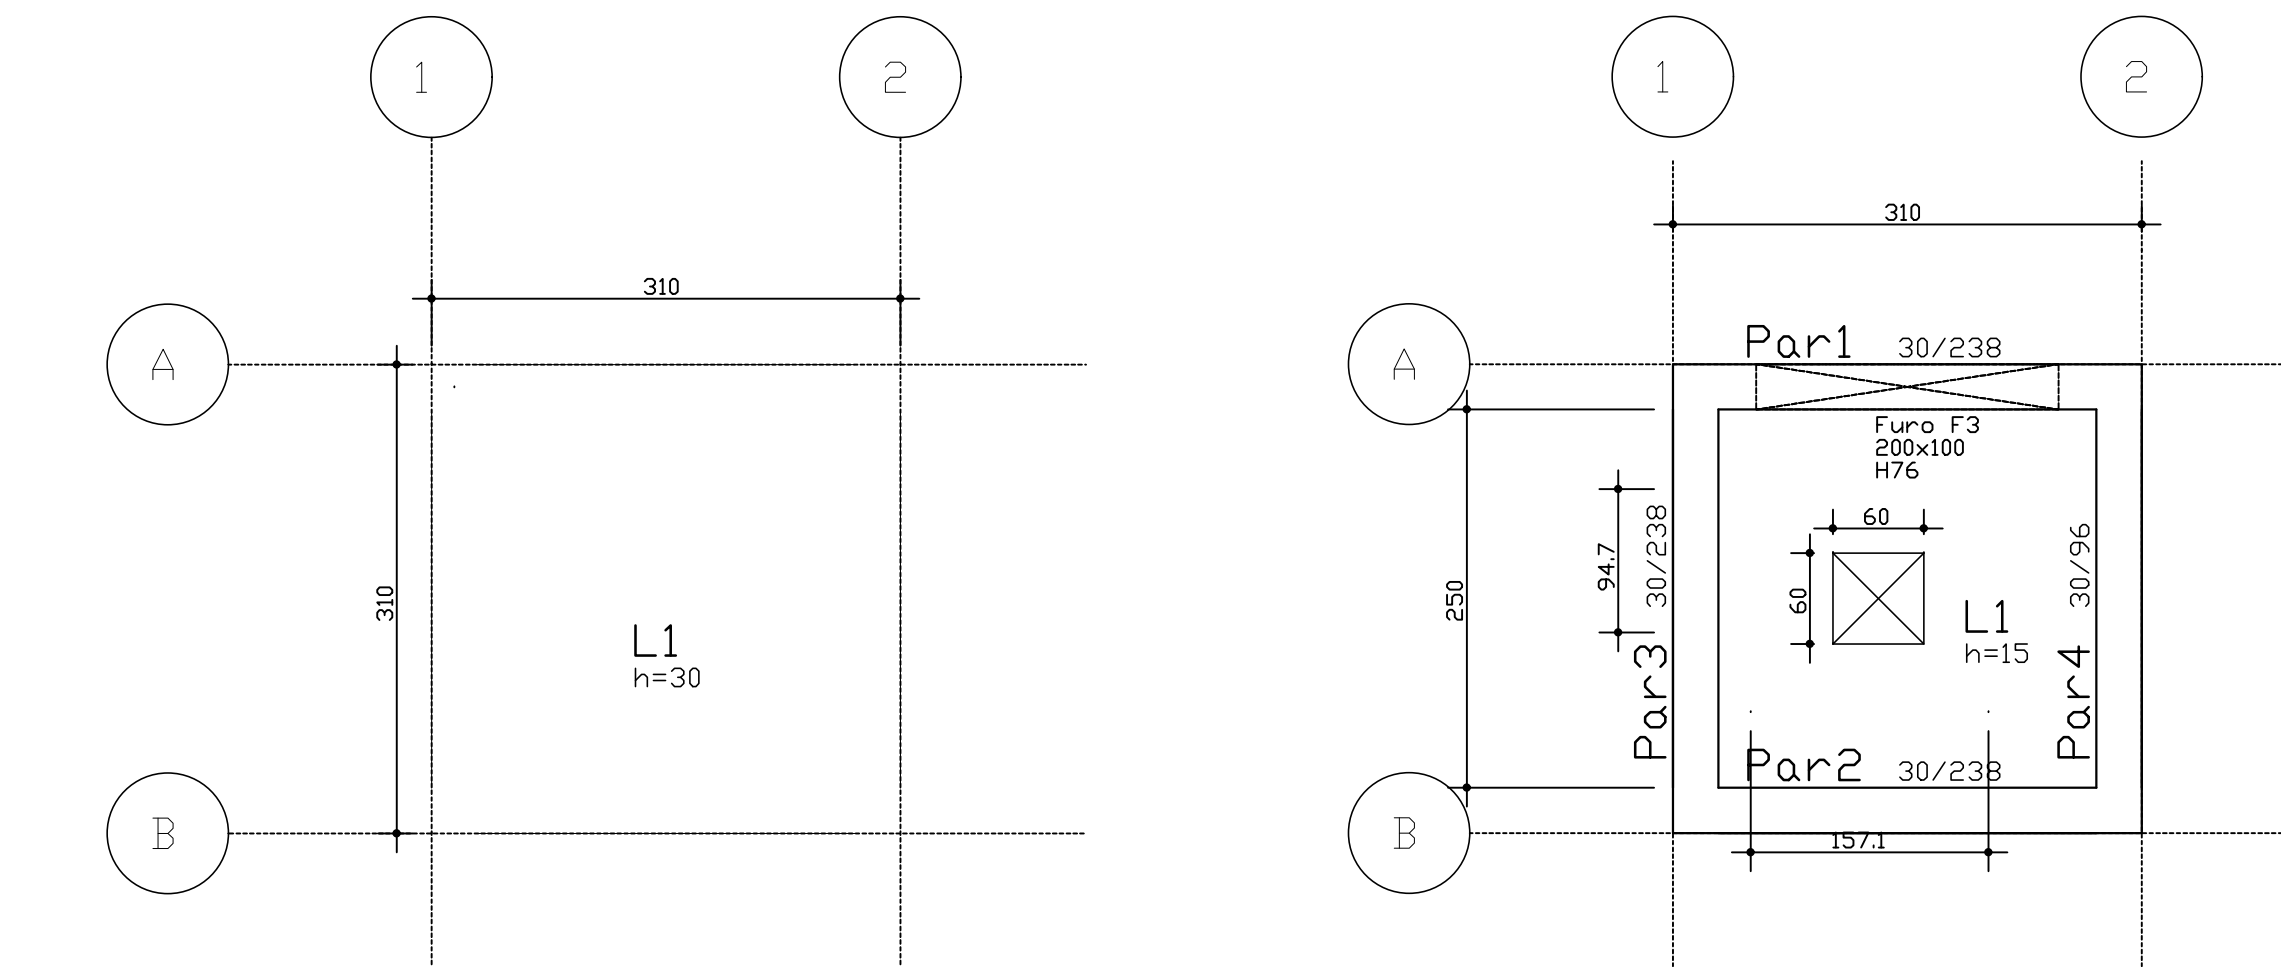 1
2
310
A
310
L1
h=30
B
1
2
310
A
Par1 30/238
Furo F3
200x100
H76
60
60
250
94.7
Par3 30/238
L1
h=15
Par4 30/96
Par2 30/238
B
157.1